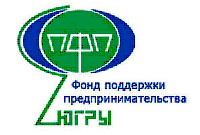 ПФП
Фонд поддержки
предпринимательства
ЮГРЫ